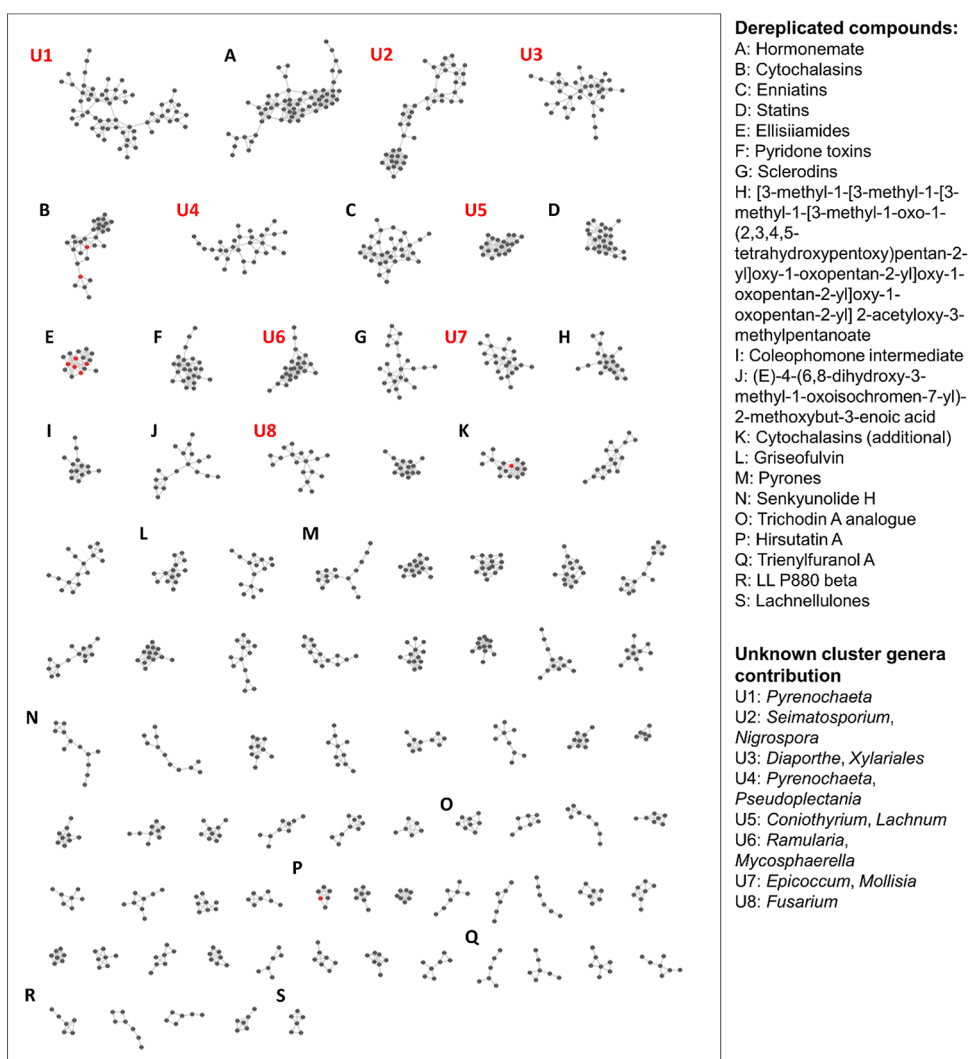 U1
A
U2
U3
B
U4
C
U5
D
E
F
U6
G
U7
H
I
J
U8
K
L
M
N
O
P
Q
R
S
Dereplicated compounds:
A: Hormonemate
B: Cytochalasins
C: Enniatins
D: Statins
E: Ellisiiamides
F: Pyridone toxins
G: Sclerodins
H: [3-methyl-1-[3-methyl-1-[3-
methyl-1-[3-methyl-1-oxo-1-
(2,3,4,5-
tetrahydroxypentoxy)pentan-2-
yl]oxy-1-oxopentan-2-yl]oxy-1-
oxopentan-2-yl]oxy-1-
oxopentan-2-yl] 2-acetyloxy-3-
methylpentanoate
I: Coleophomone intermediate
J: (E)-4-(6,8-dihydroxy-3-
methyl-1-oxoisochromen-7-yl)-
2-methoxybut-3-enoic acid
K: Cytochalasins (additional)
L: Griseofulvin
M: Pyrones
N: Senkyunolide H
O: Trichodin A analogue
P: Hirsutatin A
Q: Trienylfuranol A
R: LL P880 beta
S: Lachnellulones
Unknown cluster genera
contribution
U1: Pyrenochaeta
U2: Seimatosporium,
Nigrospora
U3: Diaporthe, Xylariales
U4: Pyrenochaeta,
Pseudoplectania
U5: Coniothyrium, Lachnum
U6: Ramularia,
Mycosphaerella
U7: Epicoccum, Mollisia
U8: Fusarium